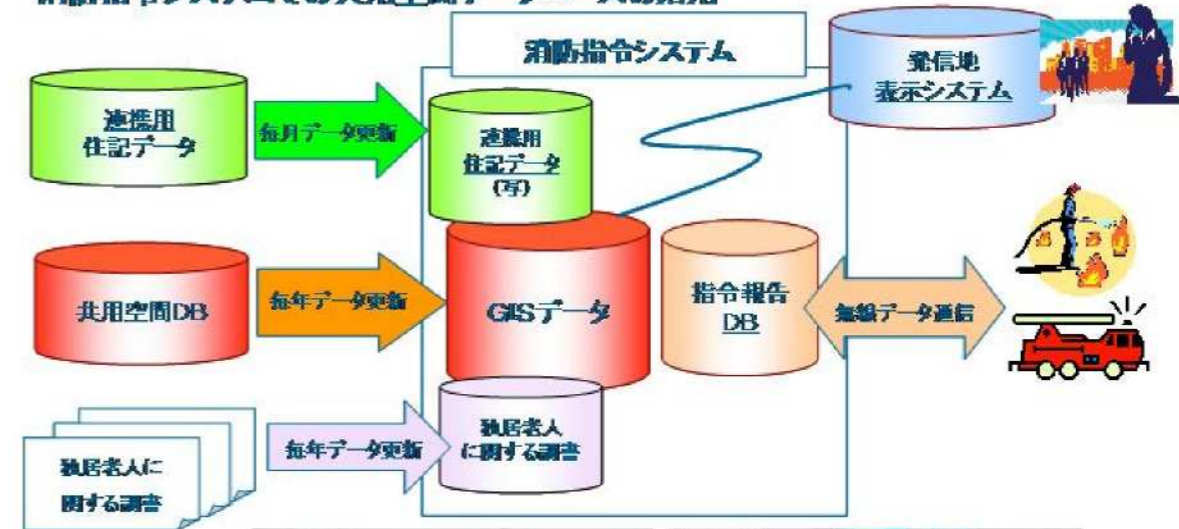 消防指令システム
発信地
表示システム
連携用
住記データ
毎月データ更新
連携用
住記データ
(写)
共用空間DB
毎年データ更新
GISデータ
指令報告
DB
無線データ通信
独居老人に
関する調書
毎年データ更新
独居老人
に関する調書